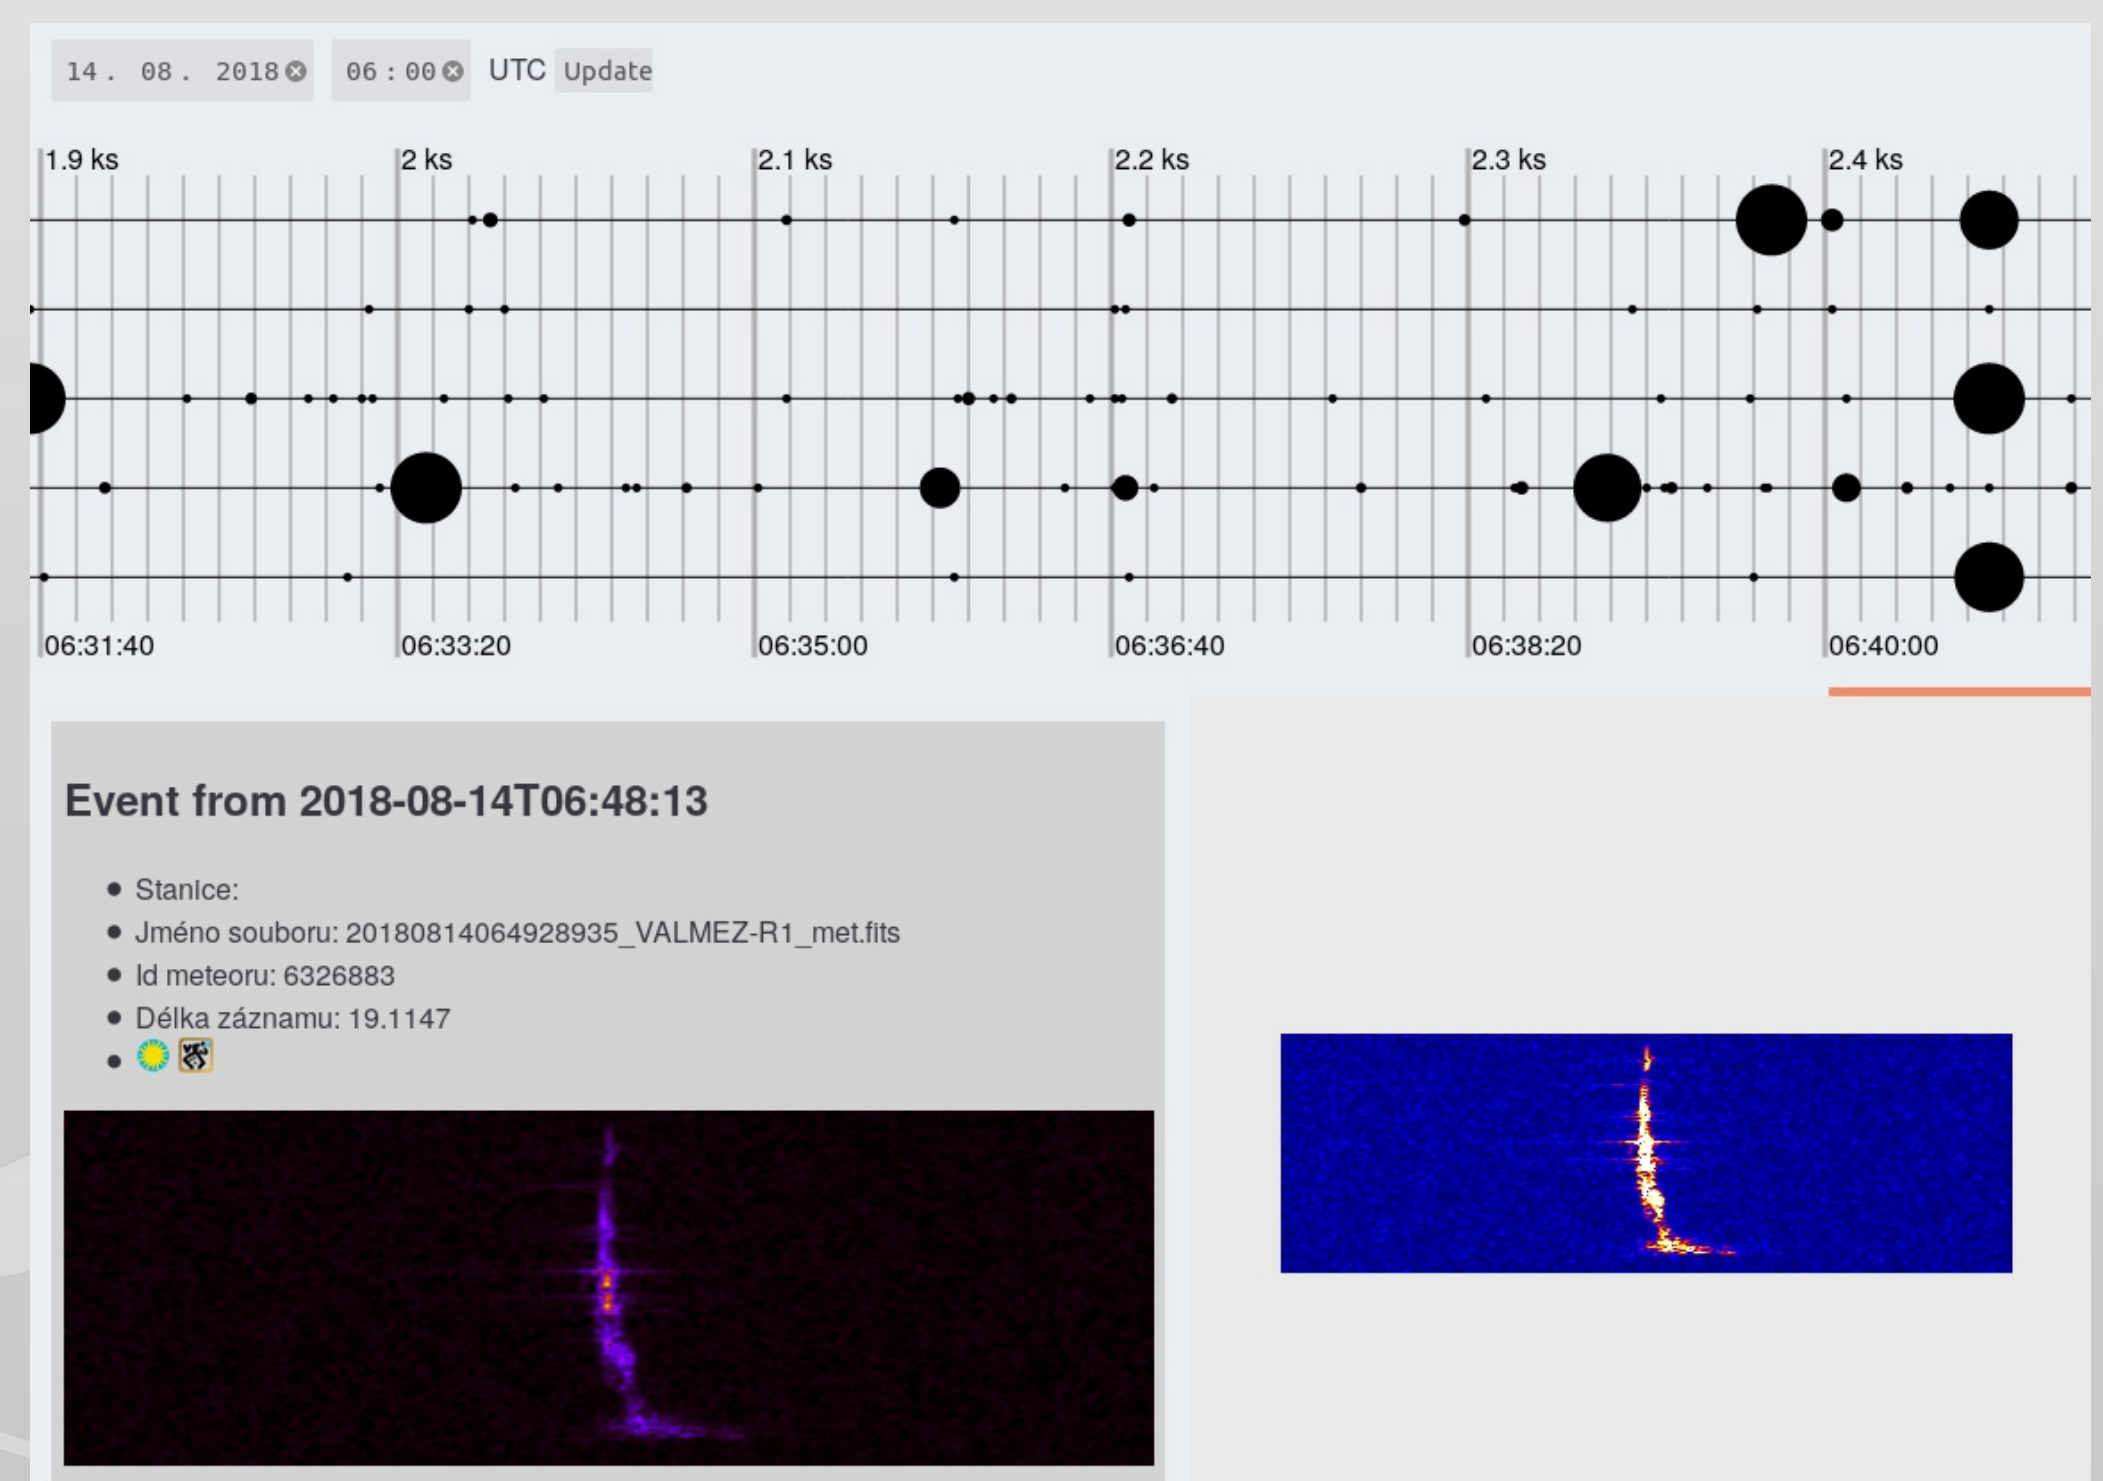 14. 08. 2018 06:00 UTC Update
1.9 ks 2 ks 2.1 ks 2.2 ks 2.3 ks 2.4 ks
06:31:40 06:33:20 06:35:00 06:36:40 06:38:20 06:40:00
Event from 2018-08-14T06:48:13
Stanice:
Jméno souboru: 20180814064928935_VALMEZ-R1_met.fits
Id meteoru: 6326883
Délka záznamu: 19.1147